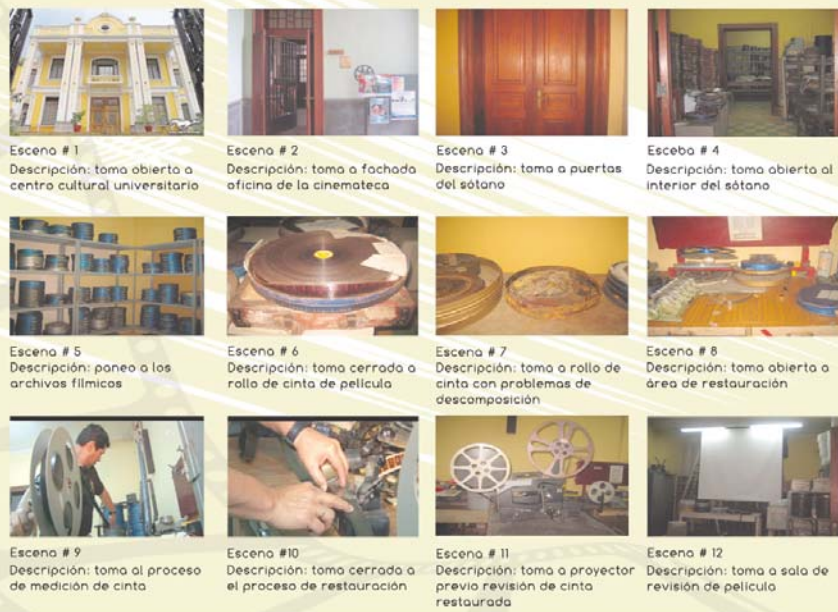 Escena # 1
Descripción: toma abierta a
centro cultural universitario
Escena # 2
Descripción: toma a fachada
oficina de la cinemateca
Escena # 3
Descripción: toma a puertas
del sótano
Esceba # 4
Descripción: toma abierta al
interior del sótano
Escena # 5
Descripción: paneo a los
archivos fílmicos
Escena # 6
Descripción: toma cerrada a
rollo de cinta de película
Escena # 7
Descripción: toma a rollo de
cinta con problemas de
descomposición
Escena # 8
Descripción: toma abierta a
área de restauración
Escena # 9
Descripción: toma al proceso
de medición de cinta
Escena #10
Descripción: toma cerrada a
el proceso de restauración
Escena # 11
Descripción: toma a proyector
previo revisión de cinta
restaurada
Escena # 12
Descripción: toma a sala de
revisión de película